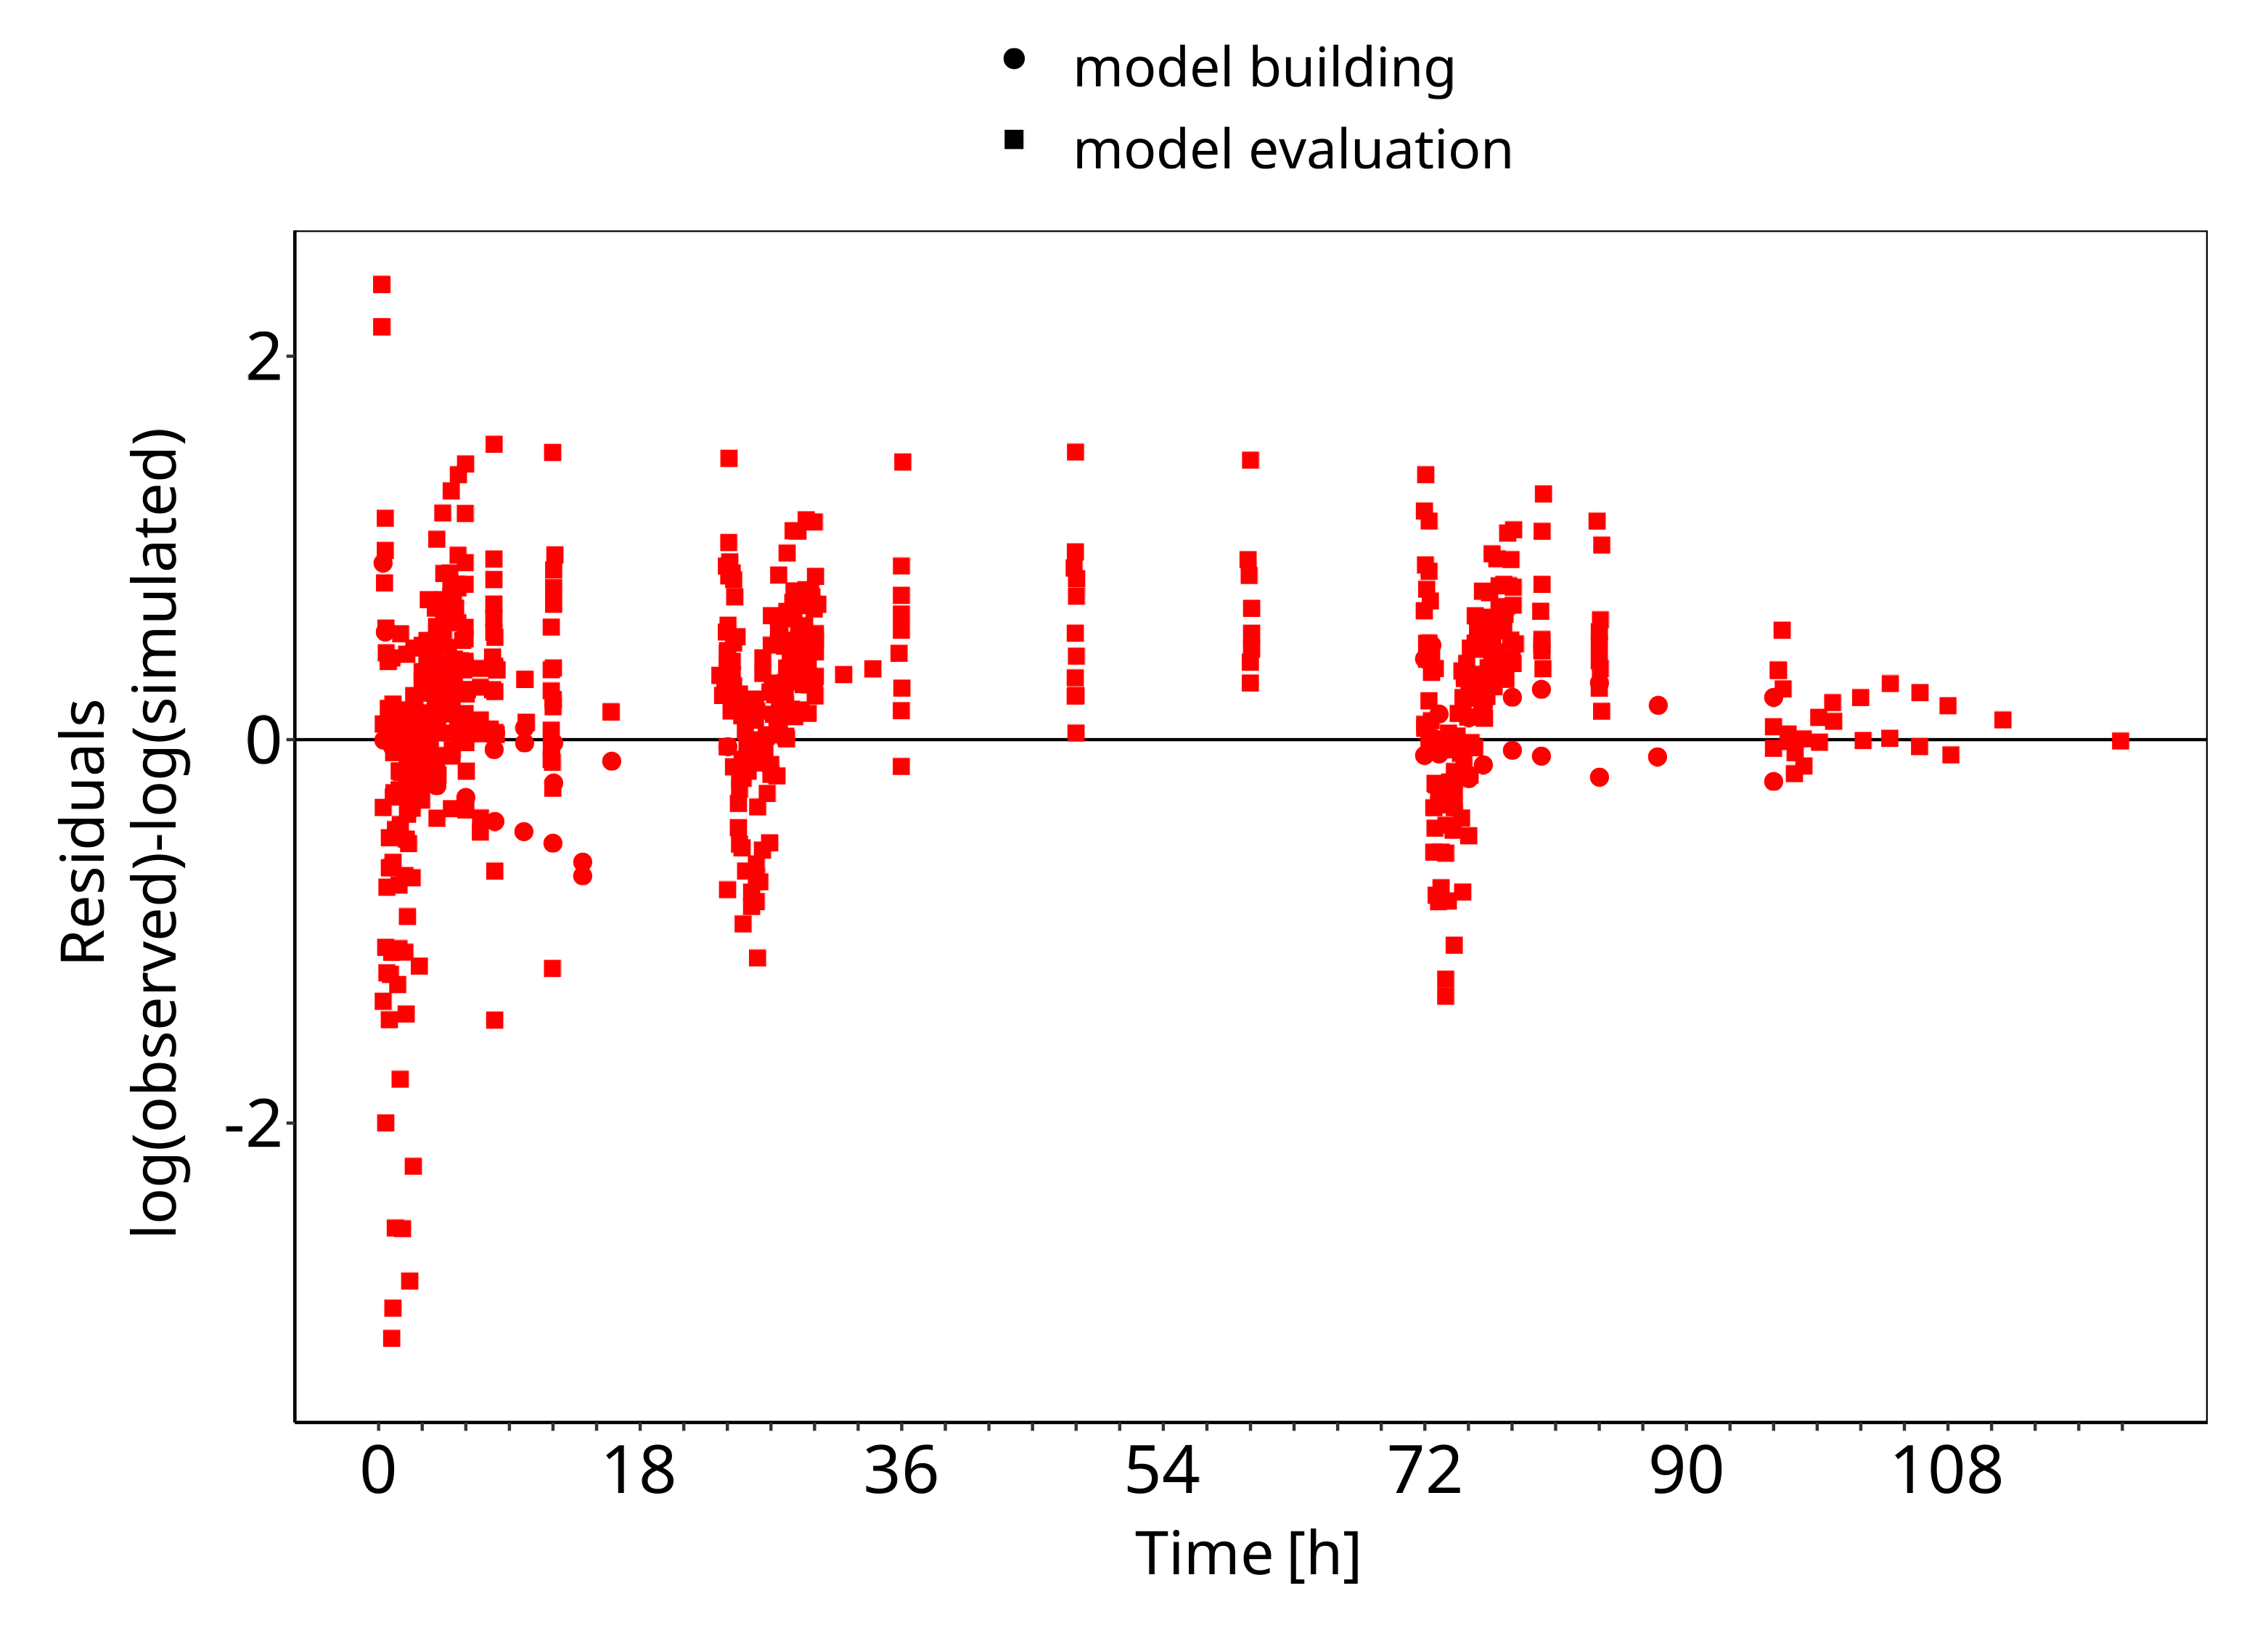 model building
model evaluation
Residuals
log(observed)-log(simulated)
2
0
-2
0 18 36 54 72 90 108
Time [h]